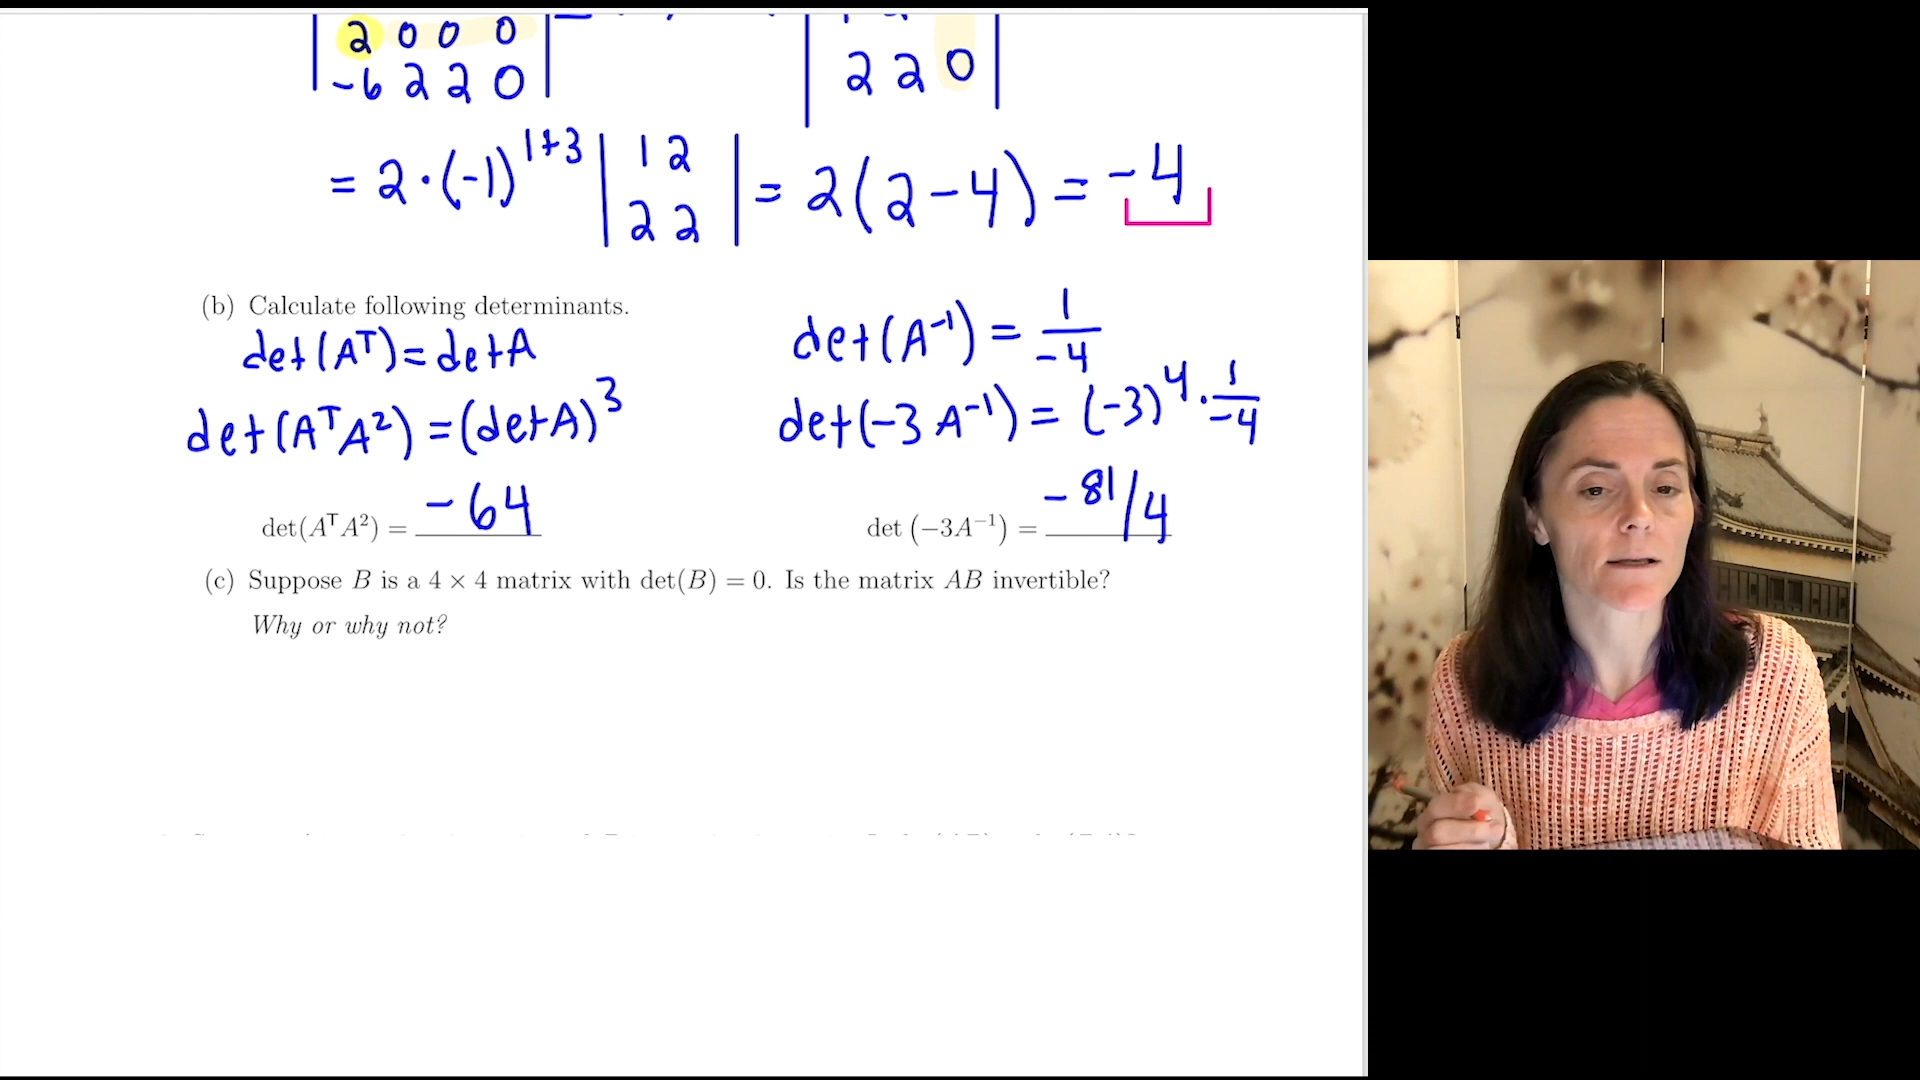 2 0 0 0
-6 2 2 0
2 2 0
= 2 · (-1)^{1+3} | 1 2 | = 2(2-4) = -4
2 2
(b) Calculate following determinants.
det(A^T) = det A
det(A^T A^2) = (det A)^3
det(A^T A^2) = -64
det(A^{-1}) = 1/-4
det(-3 A^{-1}) = (-3)^4 · 1/-4
det (-3A^{-1}) = -81/4
(c) Suppose B is a 4 × 4 matrix with det(B) = 0. Is the matrix AB invertible?
Why or why not?